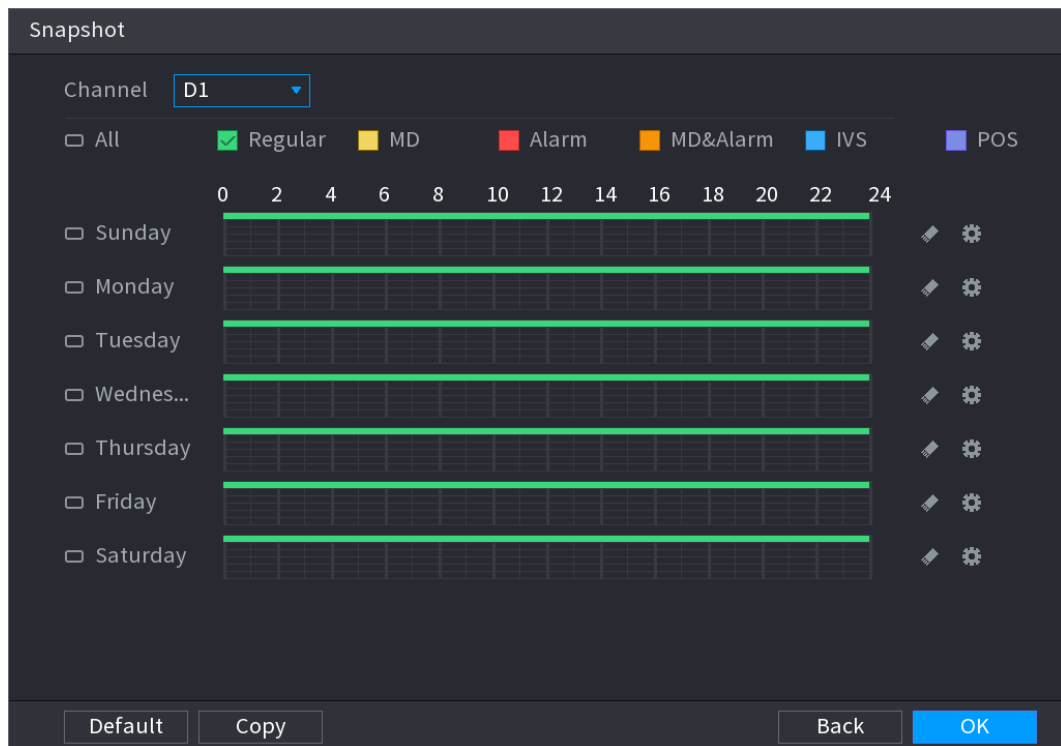 Snapshot
Channel D1
All Regular MD Alarm MD&Alarm IVS POS
0 2 4 6 8 10 12 14 16 18 20 22 24
Sunday
Monday
Tuesday
Wednes...
Thursday
Friday
Saturday
Default Copy Back OK